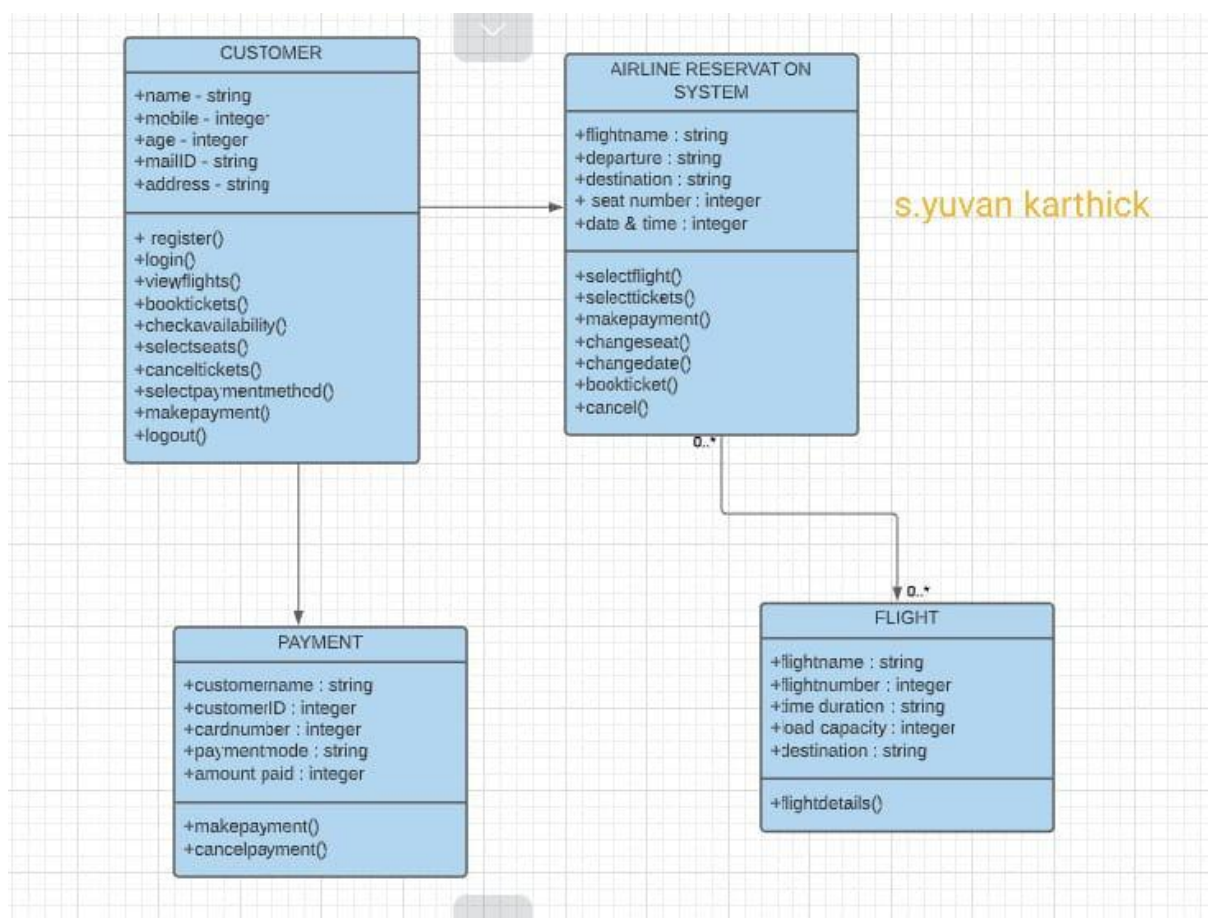 CUSTOMER
+name - string
+mobile - integer
+age - integer
+mailID - string
+address - string
+ register()
+login()
+viewflights()
+booktickets()
+checkavailability()
+selectseats()
+canceltickets()
+selectpaymentmethod()
+makepayment()
+logout()
AIRLINE RESERVAT ON
SYSTEM
+flightname : string
+departure : string
+destination : string
+ seat number : integer
+date & time : integer
+selectflight()
+selecttickets()
+makepayment()
+changeseat()
+changedate()
+bookticket()
+cancel()
0..*
s.yuvan karthick
PAYMENT
+customername : string
+customerID : integer
+cardnumber : integer
+paymentmode : string
+amount paid : integer
+makepayment()
+cancelpayment()
0..*
FLIGHT
+flightname : string
+flightnumber : integer
+time duration : string
+load capacity : integer
+destination : string
+flightdetails()